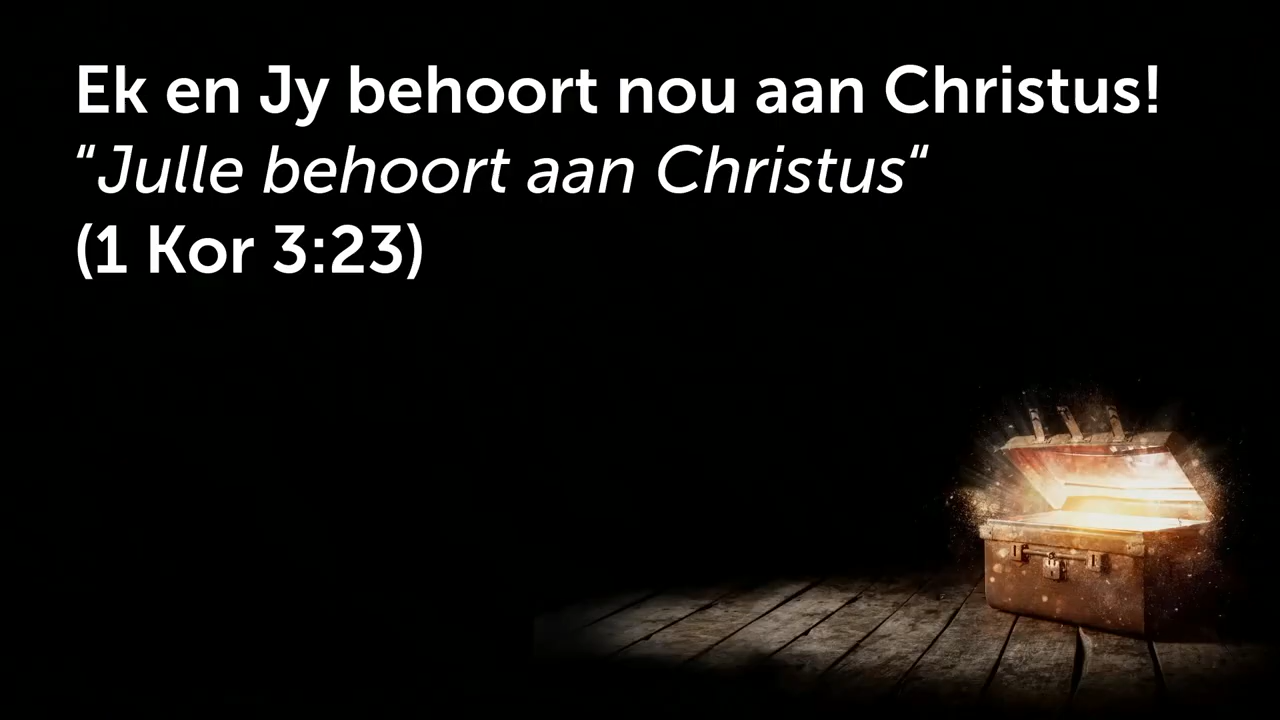 Ek en Jy behoort nou aan Christus!
“Julle behoort aan Christus“
(1 Kor 3:23)